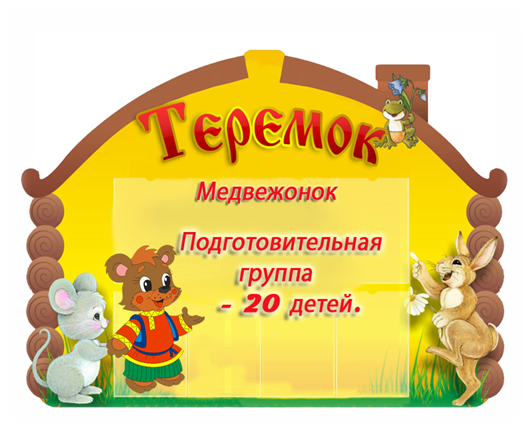 Теремок
Медвежонок
Подготовительная
группа
- 20 детей.